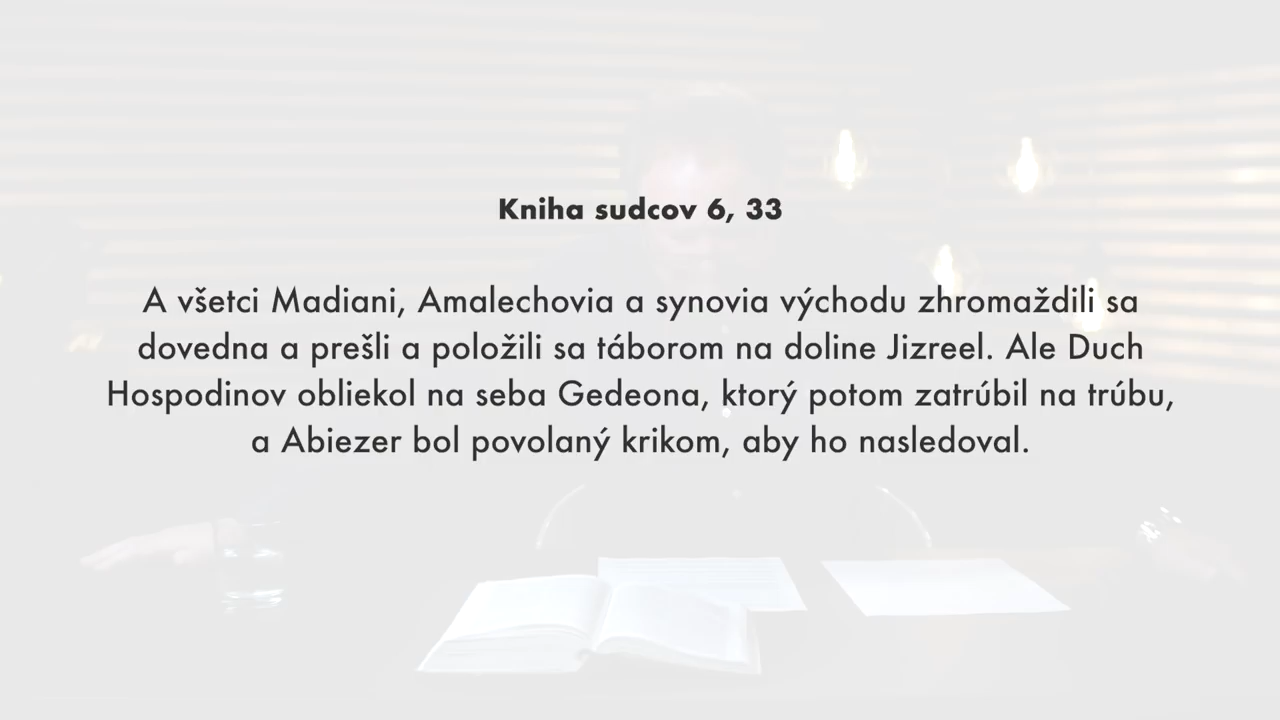 Kniha sudcov 6, 33
A všetci Madiani, Amalechovia a synovia východu zhromaždili sa
dovedna a prešli a položili sa táborom na doline Jizreel. Ale Duch
Hospodinov obliekol na seba Gedeona, ktorý potom zatrúbil na trúbu,
a Abiezer bol povolaný krikom, aby ho nasledoval.